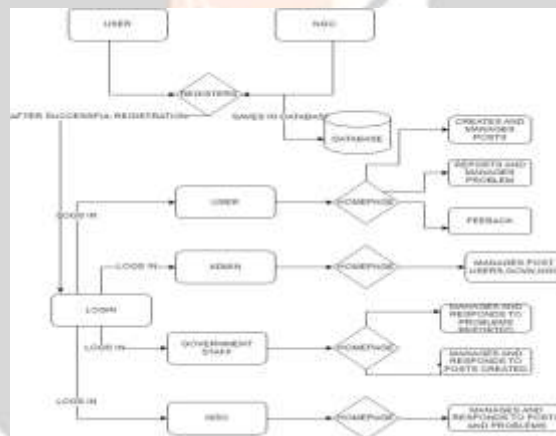 USER
NGO
REGISTERS
AFTER SUCCESSFUL REGISTRATION
SAVES IN DATABASE
DATABASE
CREATES AND
MANAGES
POSTS
REPORTS AND
MANAGES
PROBLEM
LOGS IN
USER
HOMEPAGE
FEEBACK
LOGS IN
ADMIN
HOMEPAGE
MANAGES POST
LOGIN
MANAGES AND
RESPONDS TO
PROBLEMS
LOGS IN
GOVERNMENT
STAFF
HOMEPAGE
MANAGES AND
RESPONDS TO
POSTS CREATED
LOGS IN
NGO
HOMEPAGE
MANAGES AND
RESPONDS TO POSTS
AND PROBLEMS